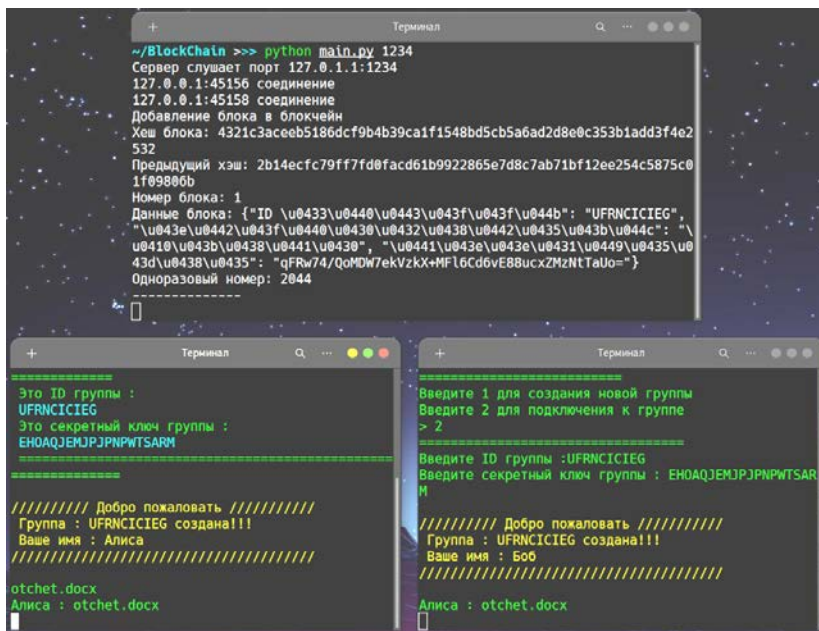 Терминал
~/BlockChain >>> python main.py 1234
Сервер слушает порт 127.0.1.1:1234
127.0.0.1:45156 соединение
127.0.0.1:45158 соединение
Добавление блока в блокчейн
Хеш блока: 4321c3aceeb5186dcf9b4b39ca1f1548bd5cb5a6ad2d8e0c353b1add3f4e2
532
Предыдущий хэш: 2b14ecfc79ff7fd0facd61b9922865e7d8c7ab71bf12ee254c5875c0
1f09806b
Номер блока: 1
Данные блока: {"ID \u0433\u0440\u0443\u043f\u043f\u044b": "UFRNCICIEG",
"\u043e\u0442\u043f\u0440\u0430\u0432\u0438\u0442\u0435\u043b\u044c": "\
u0410\u043b\u0438\u0441\u0430", "\u0441\u043e\u043e\u0431\u0449\u0435\u0
43d\u0438\u0435": "qFRw74/QoMDW7ekVzkX+MFl6Cd6vE88ucxZMzNtTaUo="}
Одноразовый номер: 2044
--------------
Терминал
=============
Это ID группы :
UFRNCICIEG
Это секретный ключ группы :
EHOAQJEMJPJPNPWTSARM
================================================
==============
////////// Добро пожаловать ///////////
Группа : UFRNCICIEG создана!!!
Ваше имя : Алиса
///////////////////////////////////////
otchet.docx
Алиса : otchet.docx
Терминал
==========================
Введите 1 для создания новой группы
Введите 2 для подключения к группе
> 2
==================================
Введите ID группы :UFRNCICIEG
Введите секретный ключ группы : EHOAQJEMJPJPNPWTSAR
M
////////// Добро пожаловать ///////////
Группа : UFRNCICIEG создана!!!
Ваше имя : Боб
///////////////////////////////////////
Алиса : otchet.docx